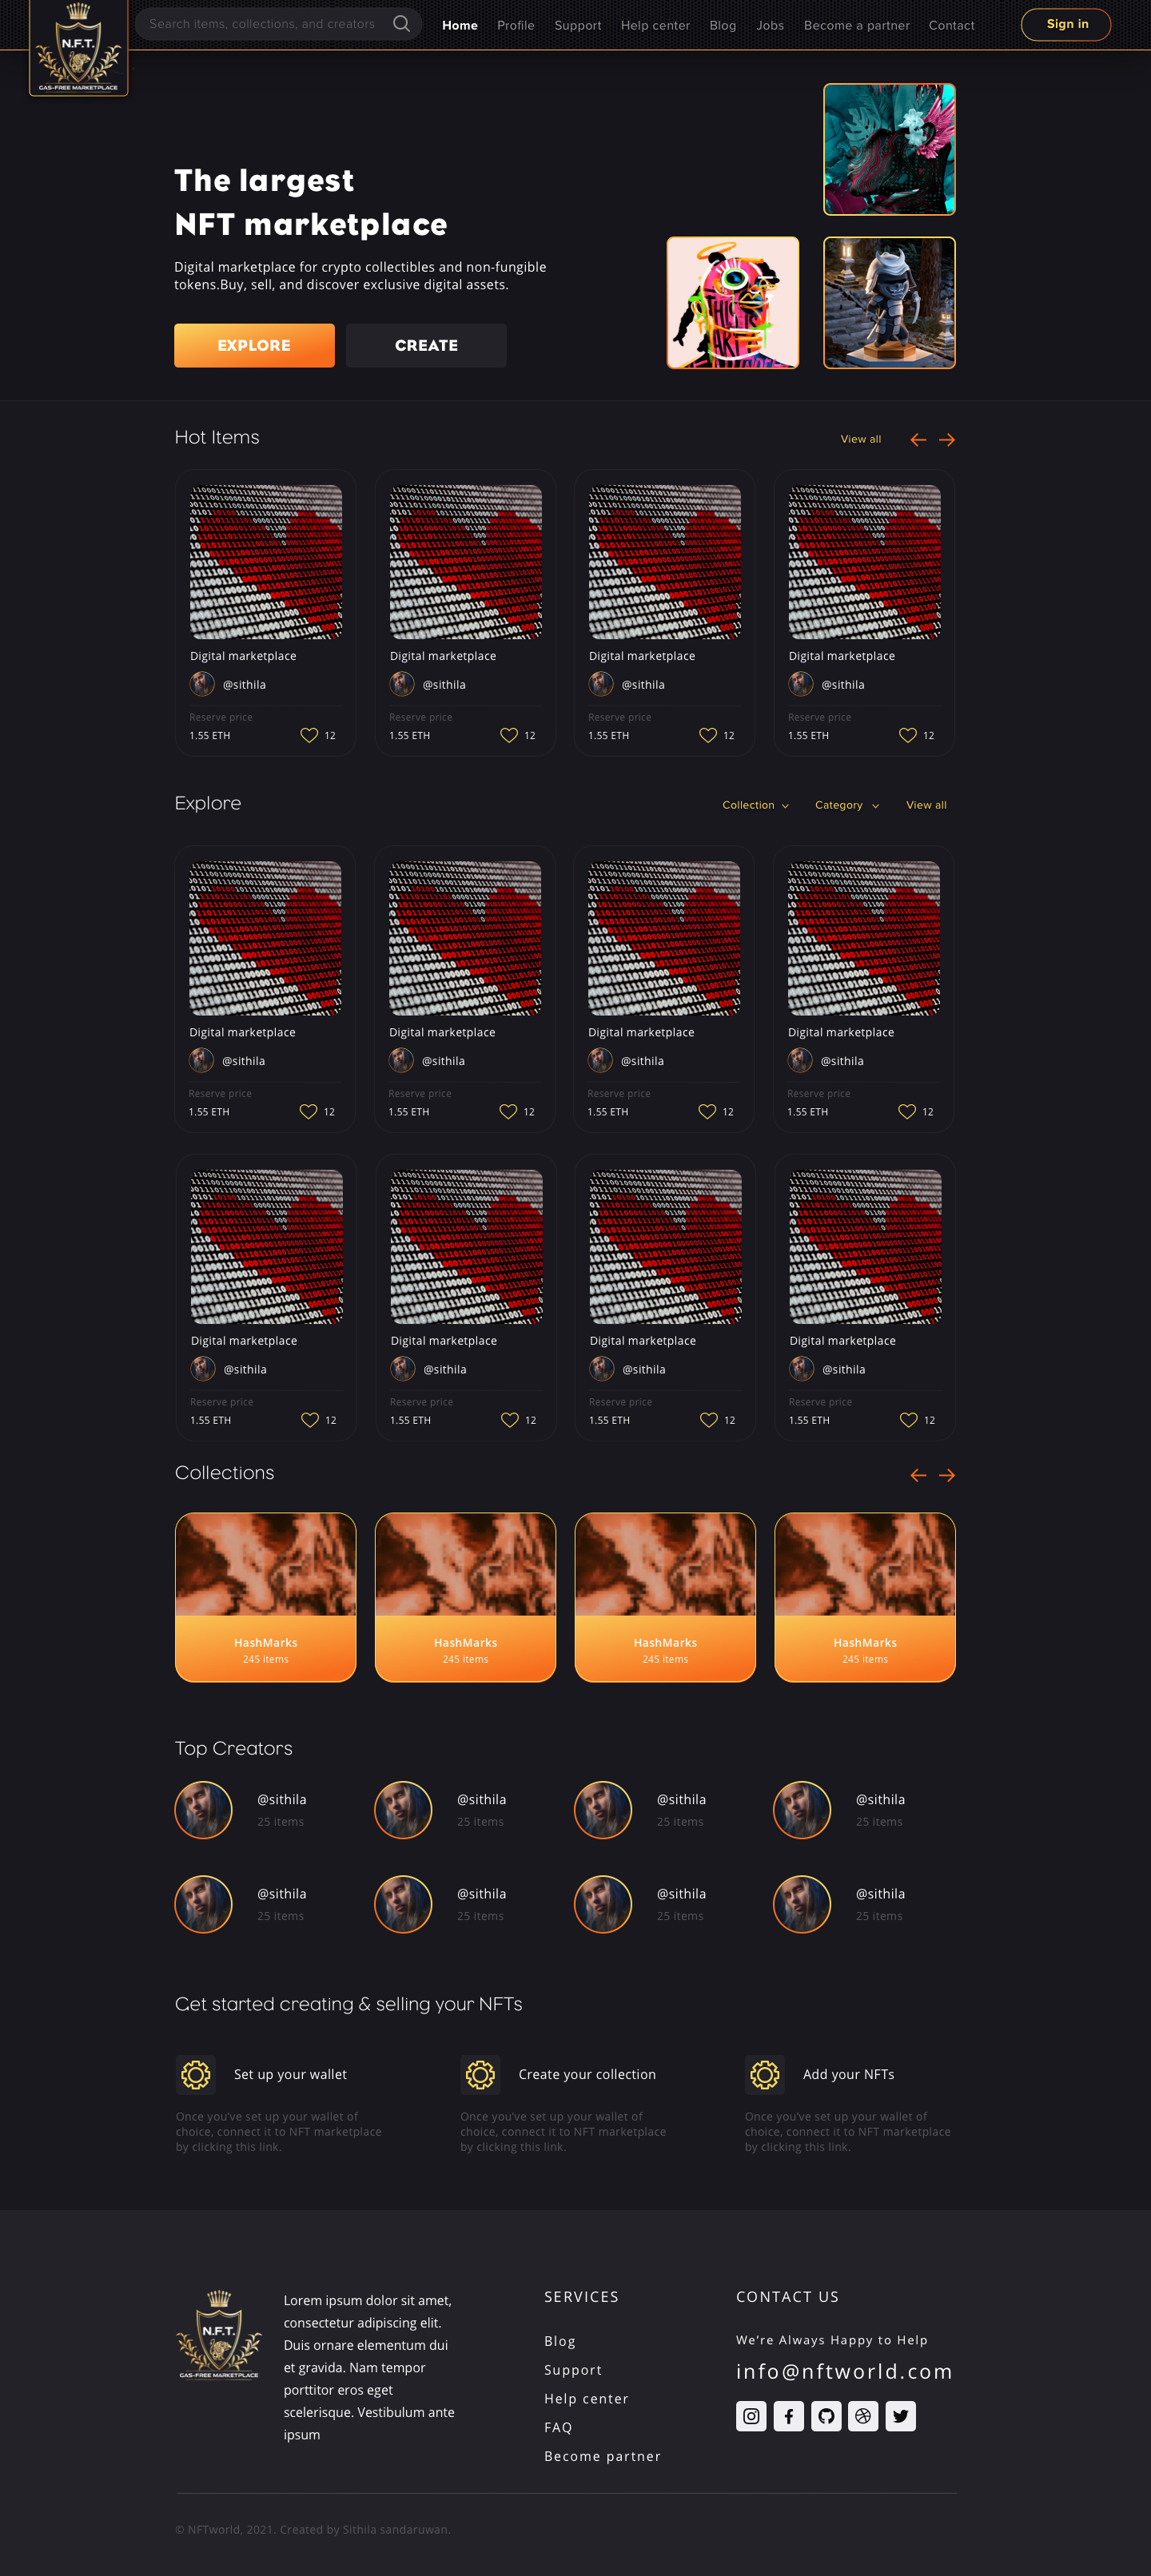 N.F.T.
GAS-FREE MARKETPLACE
Search items, collections, and creators
Home
Profile
Support
Help center
Blog
Jobs
Become a partner
Contact
Sign in
The largest
NFT marketplace
Digital marketplace for crypto collectibles and non-fungible
tokens.Buy, sell, and discover exclusive digital assets.
EXPLORE
CREATE
THIS
IS
ART
Hot Items
View all
Digital marketplace
@sithila
Reserve price
1.55 ETH
12
Digital marketplace
@sithila
Reserve price
1.55 ETH
12
Digital marketplace
@sithila
Reserve price
1.55 ETH
12
Digital marketplace
@sithila
Reserve price
1.55 ETH
12
Explore
Collection
Category
View all
Digital marketplace
@sithila
Reserve price
1.55 ETH
12
Digital marketplace
@sithila
Reserve price
1.55 ETH
12
Digital marketplace
@sithila
Reserve price
1.55 ETH
12
Digital marketplace
@sithila
Reserve price
1.55 ETH
12
Digital marketplace
@sithila
Reserve price
1.55 ETH
12
Digital marketplace
@sithila
Reserve price
1.55 ETH
12
Digital marketplace
@sithila
Reserve price
1.55 ETH
12
Digital marketplace
@sithila
Reserve price
1.55 ETH
12
Collections
HashMarks
245 items
HashMarks
245 items
HashMarks
245 items
HashMarks
245 items
Top Creators
@sithila
25 items
@sithila
25 items
@sithila
25 items
@sithila
25 items
@sithila
25 items
@sithila
25 items
@sithila
25 items
@sithila
25 items
Get started creating & selling your NFTs
Set up your wallet
Once you've set up your wallet of
choice, connect it to NFT marketplace
by clicking this link.
Create your collection
Once you've set up your wallet of
choice, connect it to NFT marketplace
by clicking this link.
Add your NFTs
Once you've set up your wallet of
choice, connect it to NFT marketplace
by clicking this link.
N.F.T.
GAS-FREE MARKETPLACE
Lorem ipsum dolor sit amet,
consectetur adipiscing elit.
Duis ornare elementum dui
et gravida. Nam tempor
porttitor eros eget
scelerisque. Vestibulum ante
ipsum
SERVICES
Blog
Support
Help center
FAQ
Become partner
CONTACT US
We're Always Happy to Help
info@nftworld.com
© NFTworld, 2021. Created by Sithila sandaruwan.